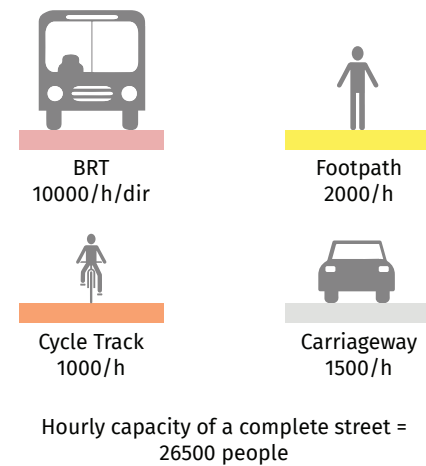 BRT
10000/h/dir
Footpath
2000/h
Cycle Track
1000/h
Carriageway
1500/h
Hourly capacity of a complete street =
26500 people